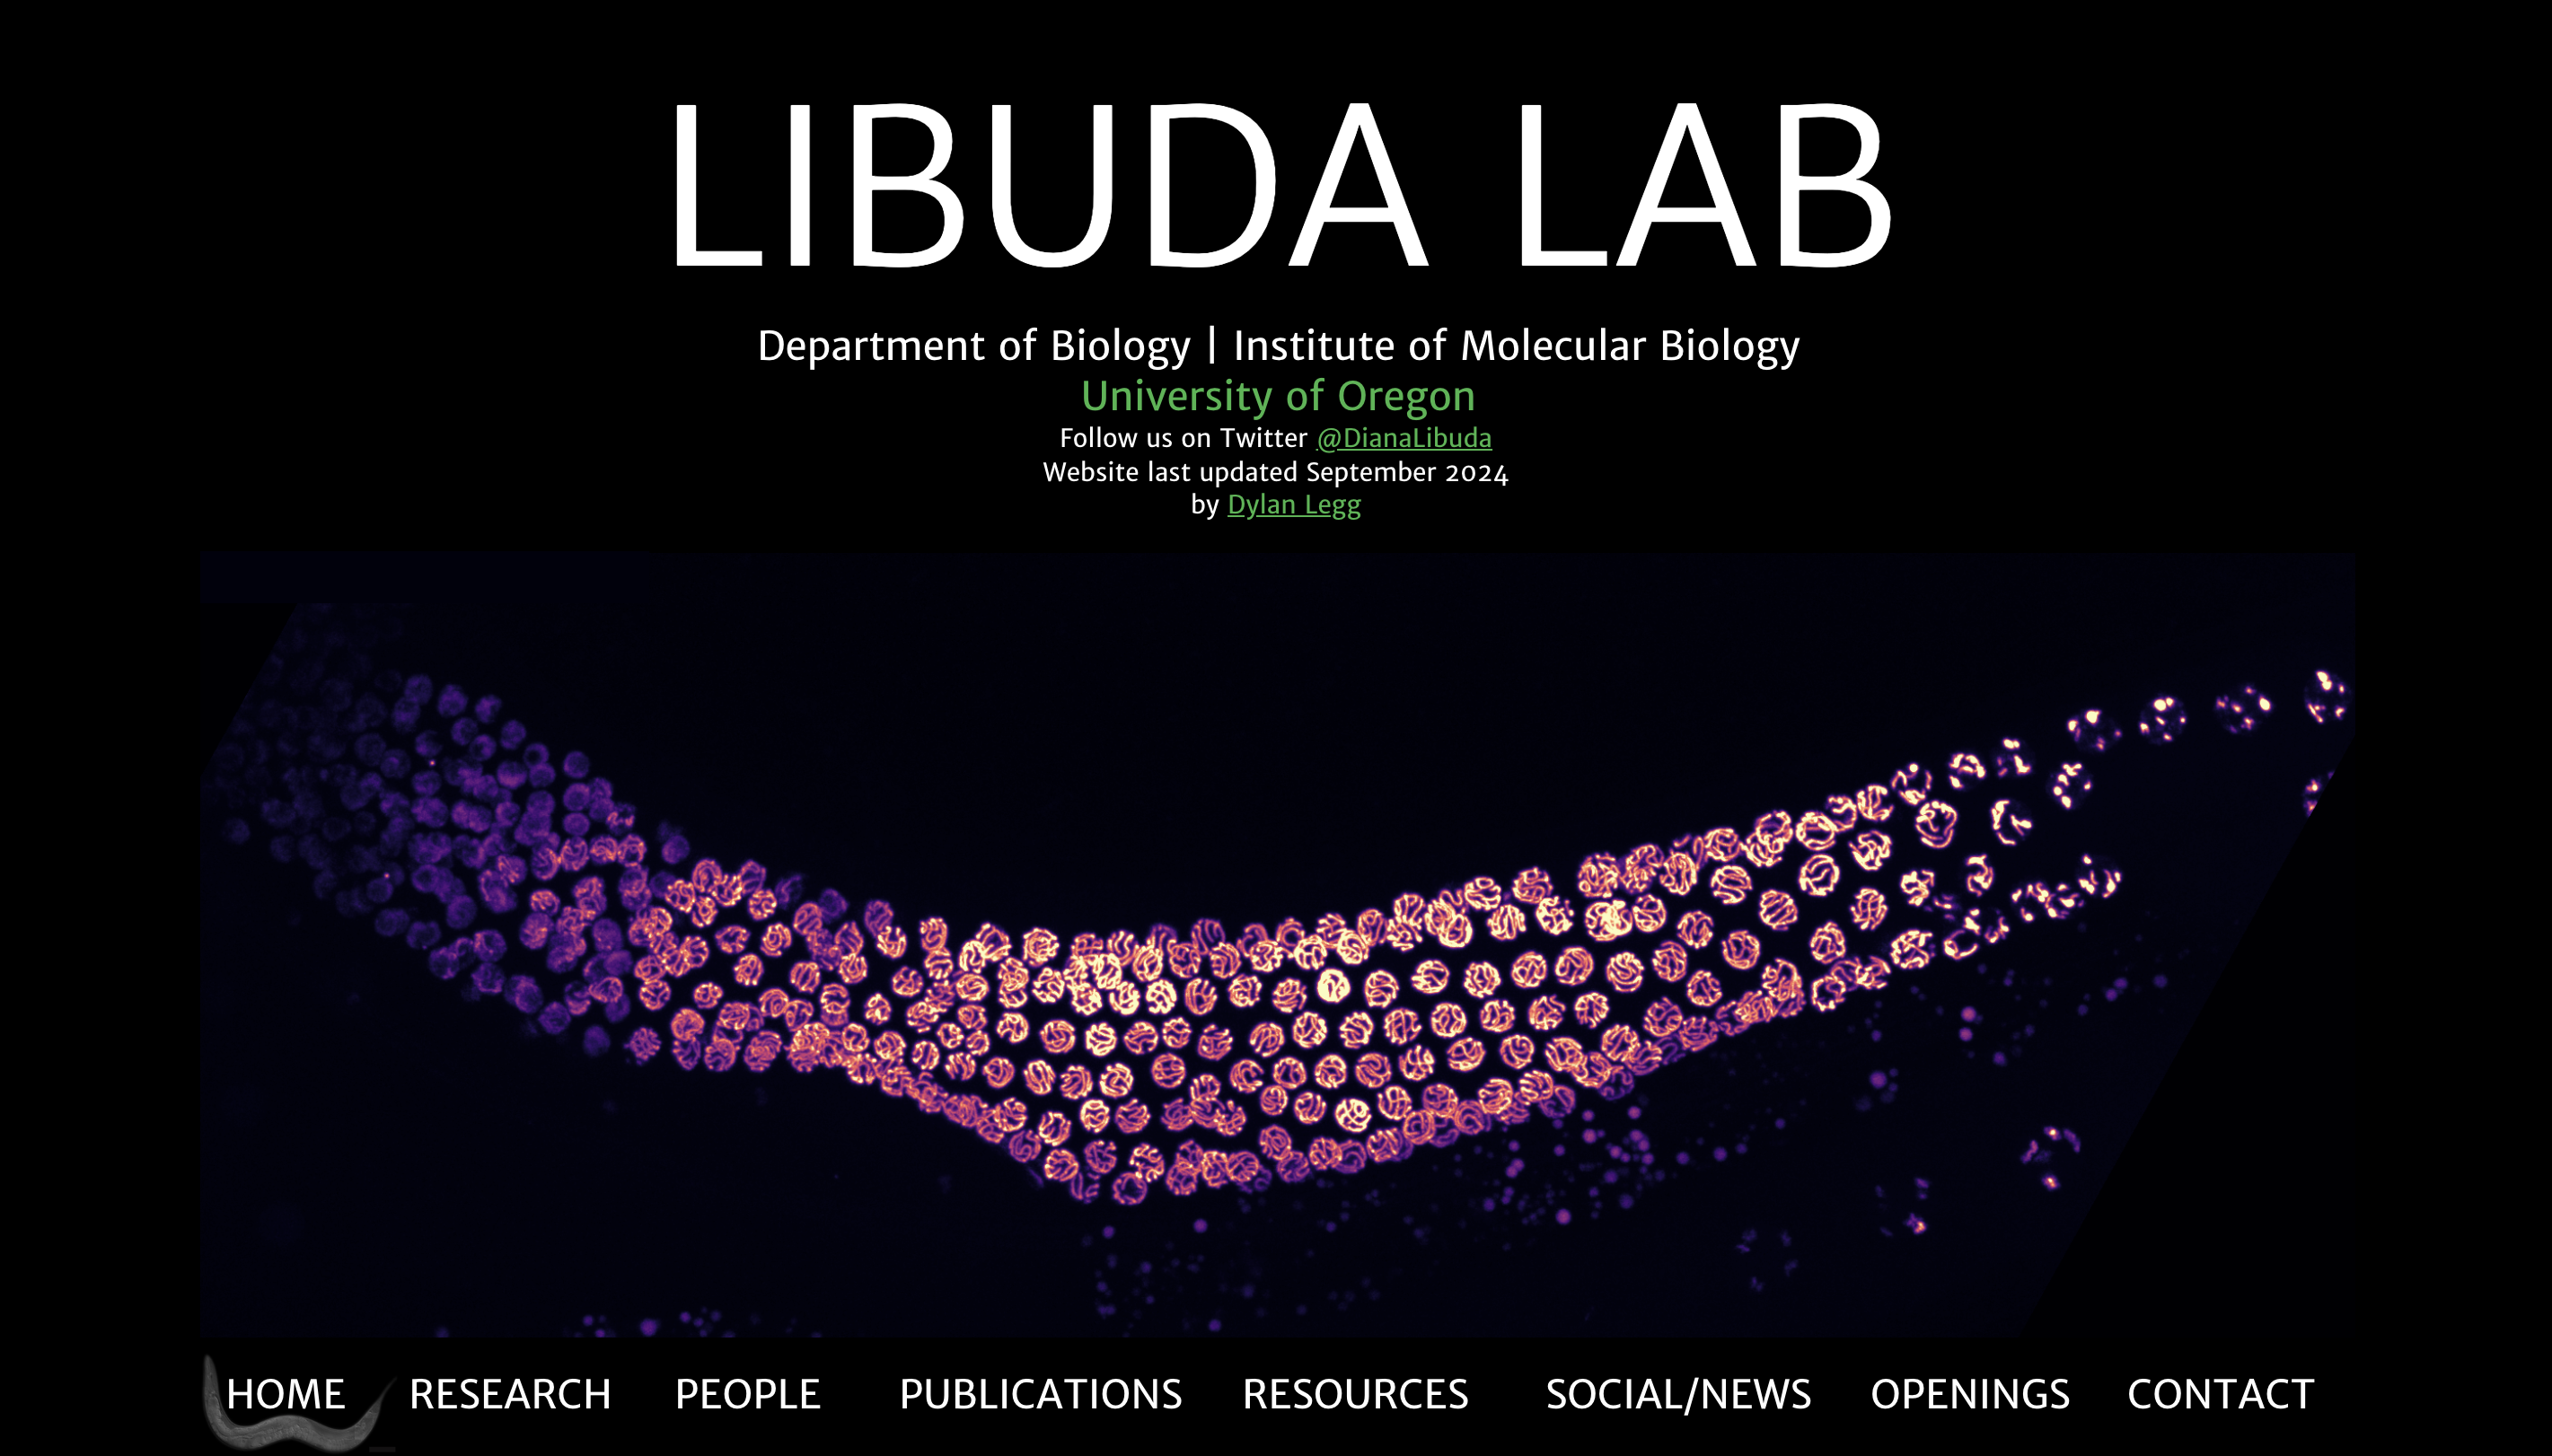 LIBUDA LAB
Department of Biology | Institute of Molecular Biology
University of Oregon
Follow us on Twitter @DianaLibuda
Website last updated September 2024
by Dylan Legg
HOME RESEARCH PEOPLE PUBLICATIONS RESOURCES SOCIAL/NEWS OPENINGS CONTACT